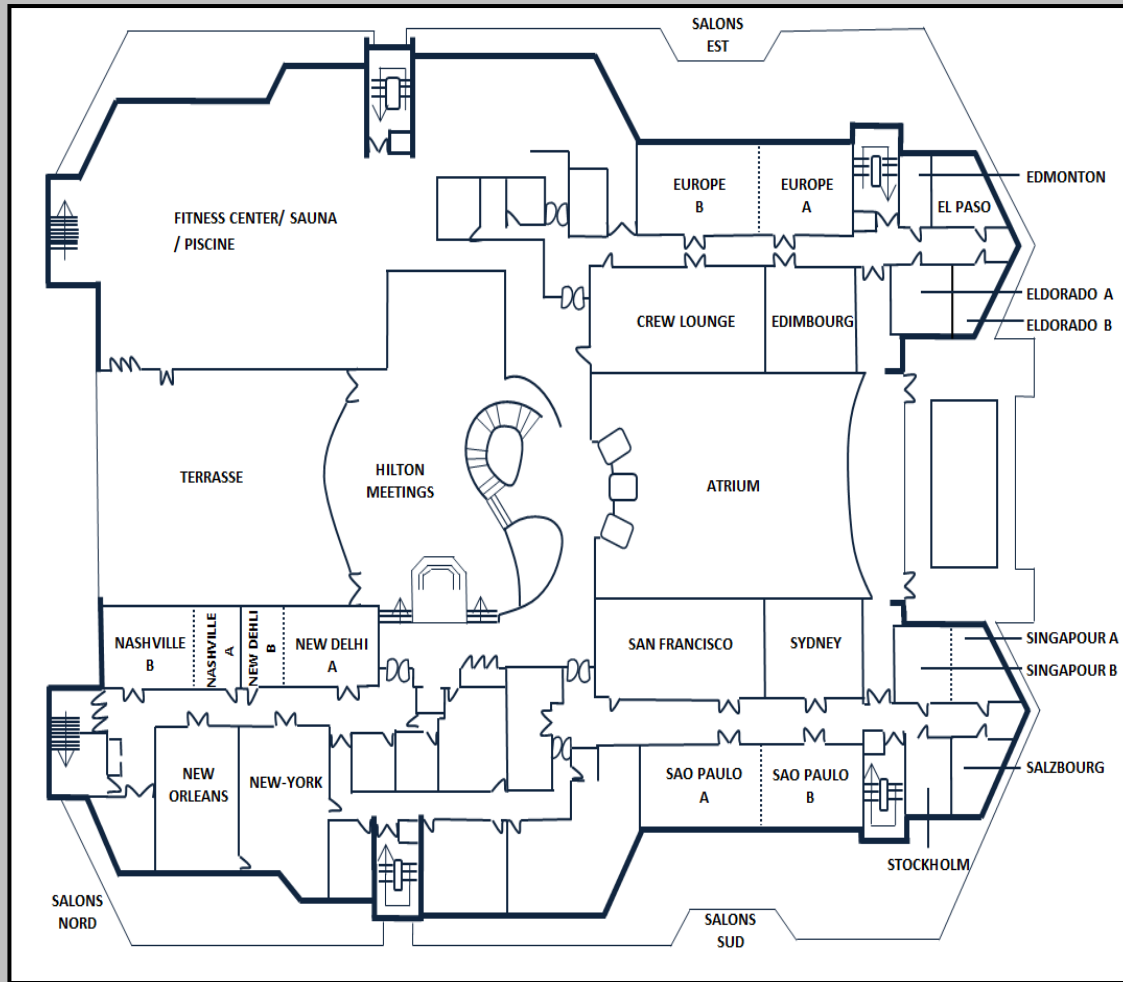 SALONS
EST
EDMONTON
EUROPE
B
EUROPE
A
EL PASO
FITNESS CENTER/ SAUNA
/ PISCINE
ELDORADO A
CREW LOUNGE
EDIMBOURG
ELDORADO B
TERRASSE
HILTON
MEETINGS
ATRIUM
NASHVILLE
B
NASHVILLE
A
NEW DEHLI
B
NEW DELHI
A
SAN FRANCISCO
SYDNEY
SINGAPOUR A
SINGAPOUR B
NEW
ORLEANS
NEW-YORK
SAO PAULO
A
SAO PAULO
B
SALZBOURG
STOCKHOLM
SALONS
NORD
SALONS
SUD